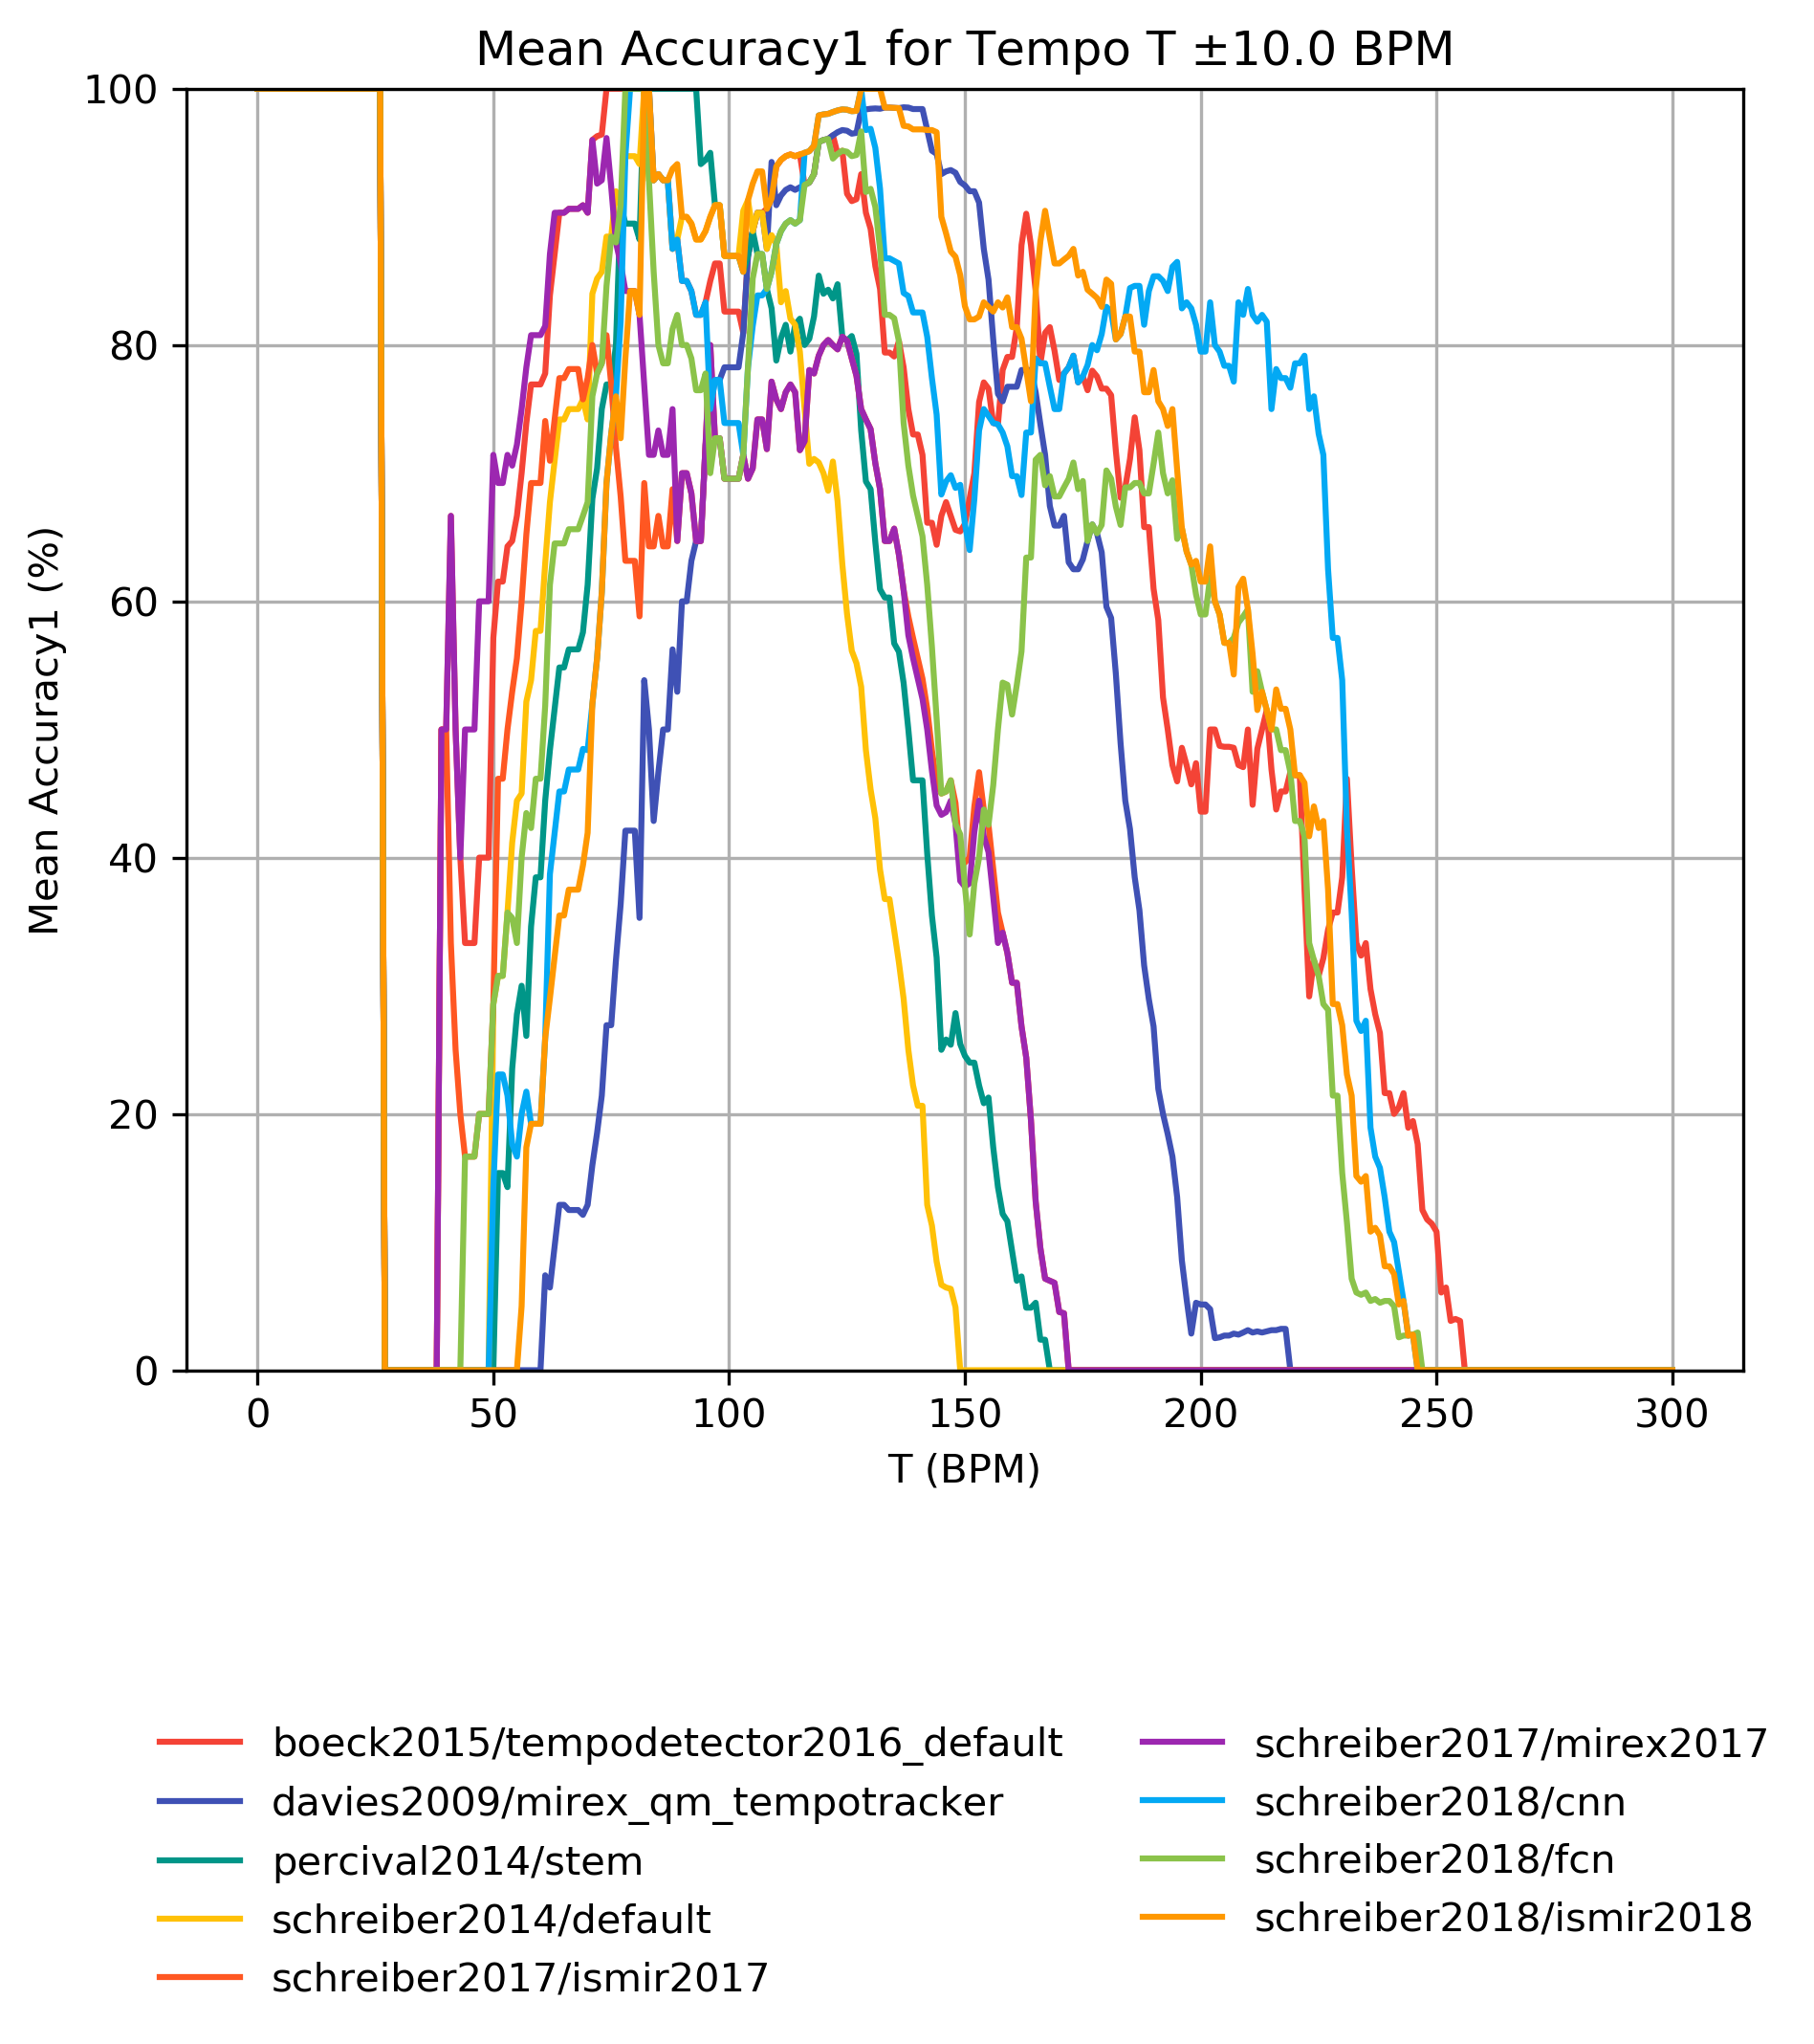 Mean Accuracy1 for Tempo T ±10.0 BPM
100
80
60
40
20
0
Mean Accuracy1 (%)
0 50 100 150 200 250 300
T (BPM)
boeck2015/tempodetector2016_default
davies2009/mirex_qm_tempotracker
percival2014/stem
schreiber2014/default
schreiber2017/ismir2017
schreiber2017/mirex2017
schreiber2018/cnn
schreiber2018/fcn
schreiber2018/ismir2018